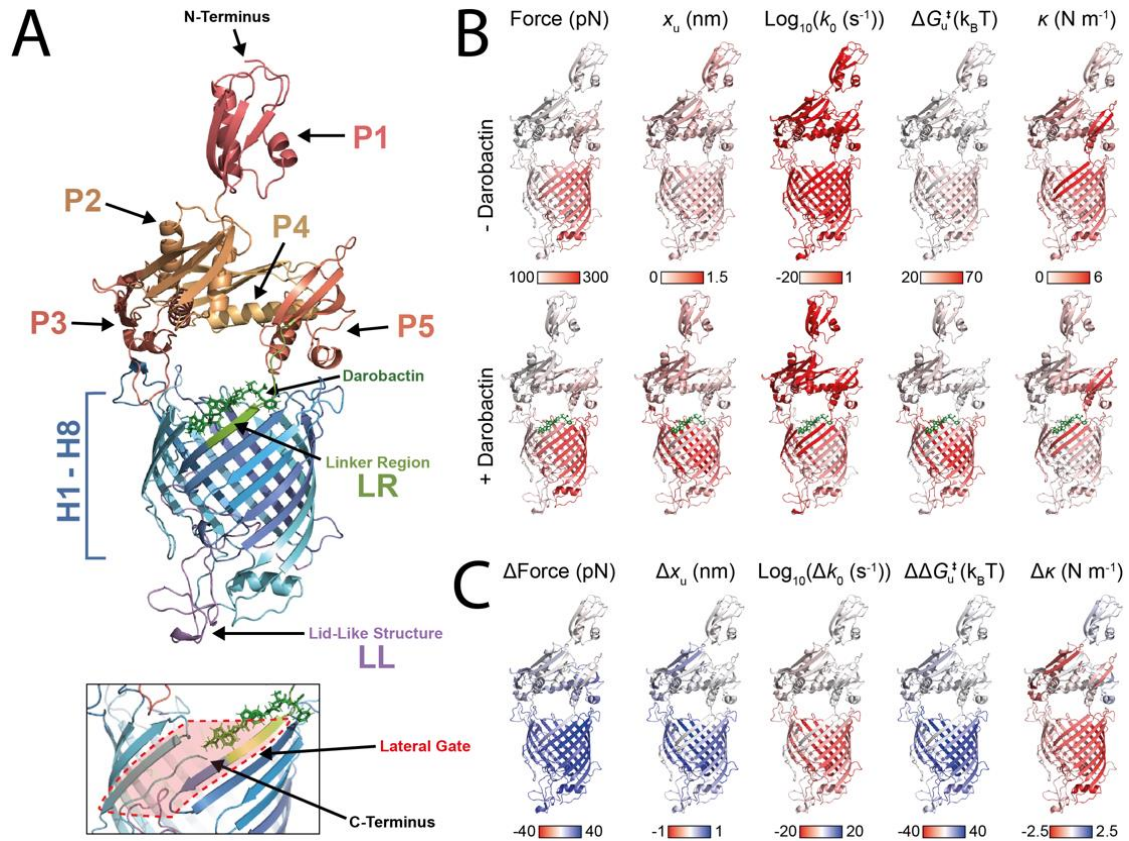 A
N-Terminus
P1
P2
P4
P3
P5
Darobactin
H1 - H8
Linker Region
LR
Lid-Like Structure
LL
Lateral Gate
C-Terminus
B
Force (pN)
xᵤ (nm)
Log₁₀(k₀ (s⁻¹))
ΔGᵤ‡(k_BT)
κ (N m⁻¹)
- Darobactin
100 300
0 1.5
-20 1
20 70
0 6
+ Darobactin
C
ΔForce (pN)
Δxᵤ (nm)
Log₁₀(Δk₀ (s⁻¹))
ΔΔGᵤ‡(k_BT)
Δκ (N m⁻¹)
-40 40
-1 1
-20 20
-40 40
-2.5 2.5